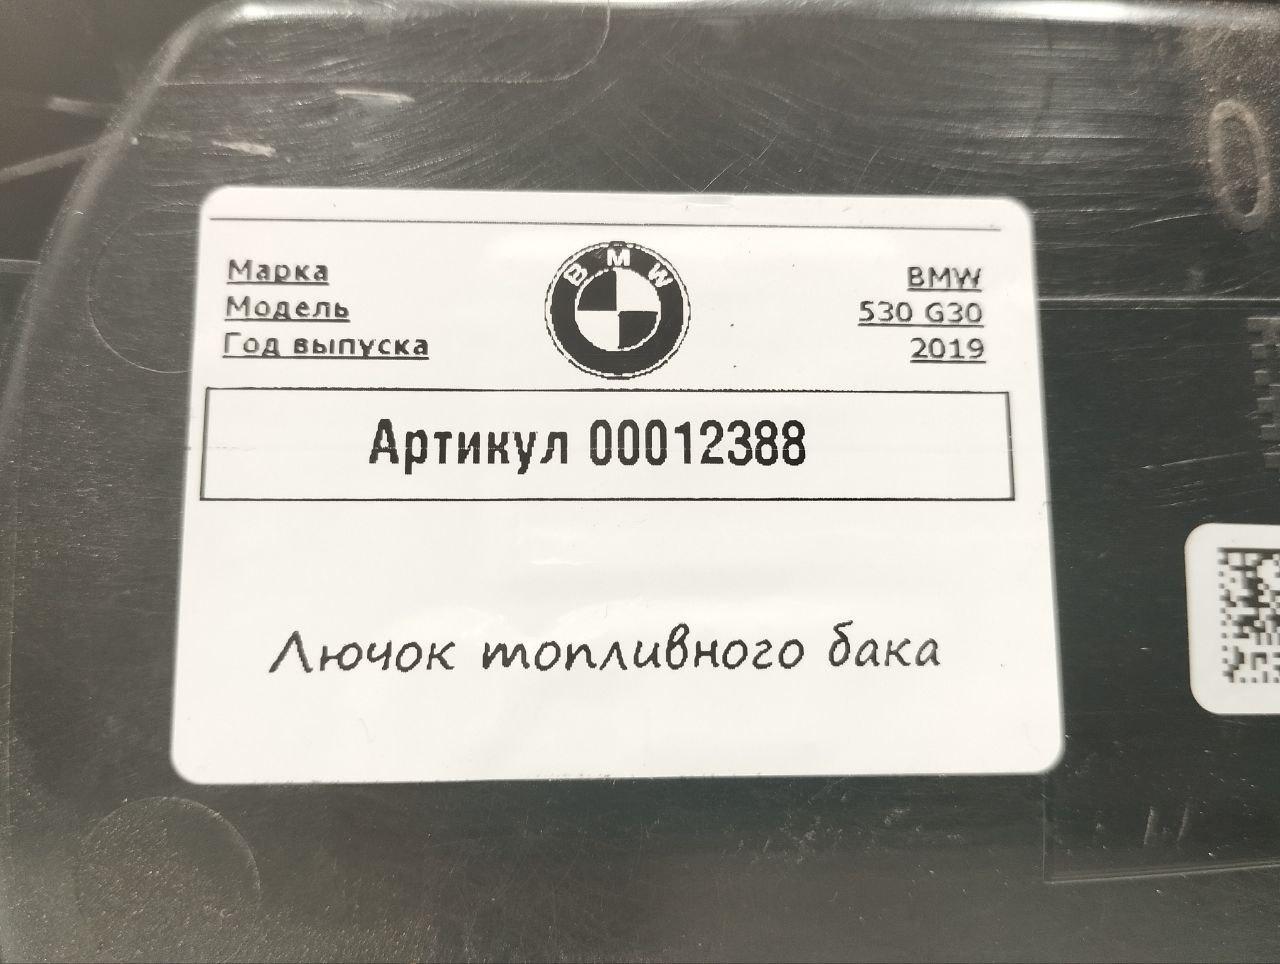 Марка BMW BMW
Модель 530 G30
Год выпуска 2019
Артикул 00012388
Лючок топливного бака